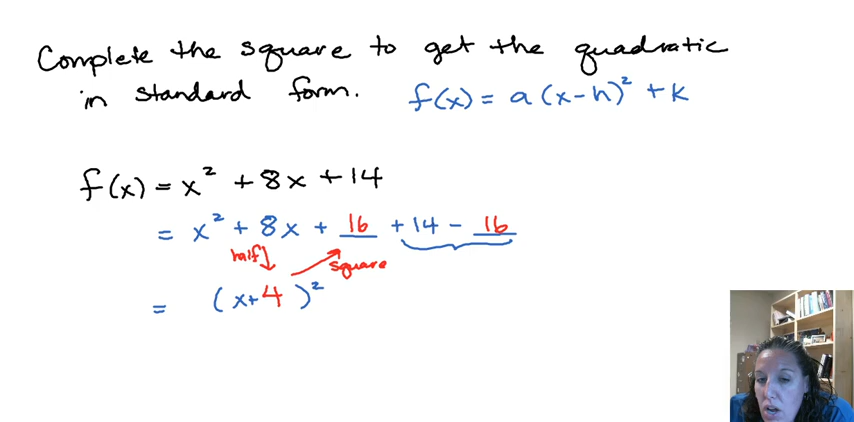 Complete the square to get the quadratic
in standard form. f(x) = a(x-h)² + k
f(x) = x² + 8x + 14
= x² + 8x + 16 + 14 - 16
half square
= (x+4)²